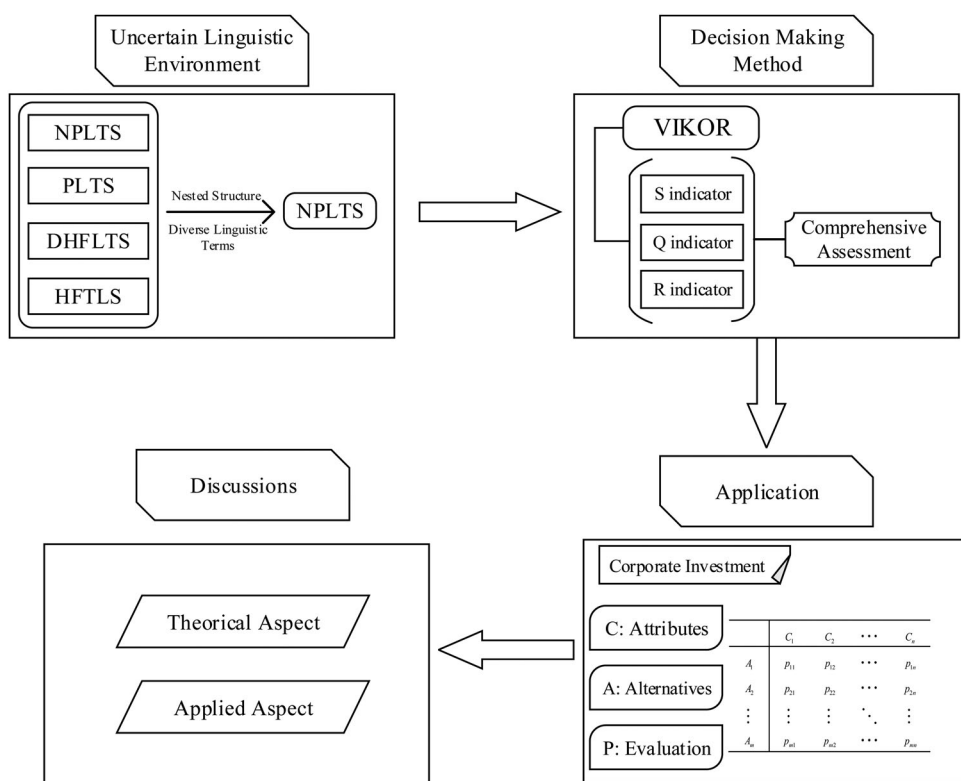 Uncertain Linguistic
Environment
NPLTS
PLTS
DHFLTS
HFTLS
Nested Structure
Diverse Linguistic
Terms
NPLTS
Decision Making
Method
VIKOR
S indicator
Q indicator
R indicator
Comprehensive
Assessment
Application
Corporate Investment
C: Attributes
A: Alternatives
P: Evaluation
C₁ C₂ ⋯ Cₙ
A₁ p₁₁ p₁₂ ⋯ p₁ₙ
A₂ p₂₁ p₂₂ ⋯ p₂ₙ
⋮ ⋮ ⋮ ⋱ ⋮
Aₘ pₘ₁ pₘ₂ ⋯ pₘₙ
Discussions
Theorical Aspect
Applied Aspect